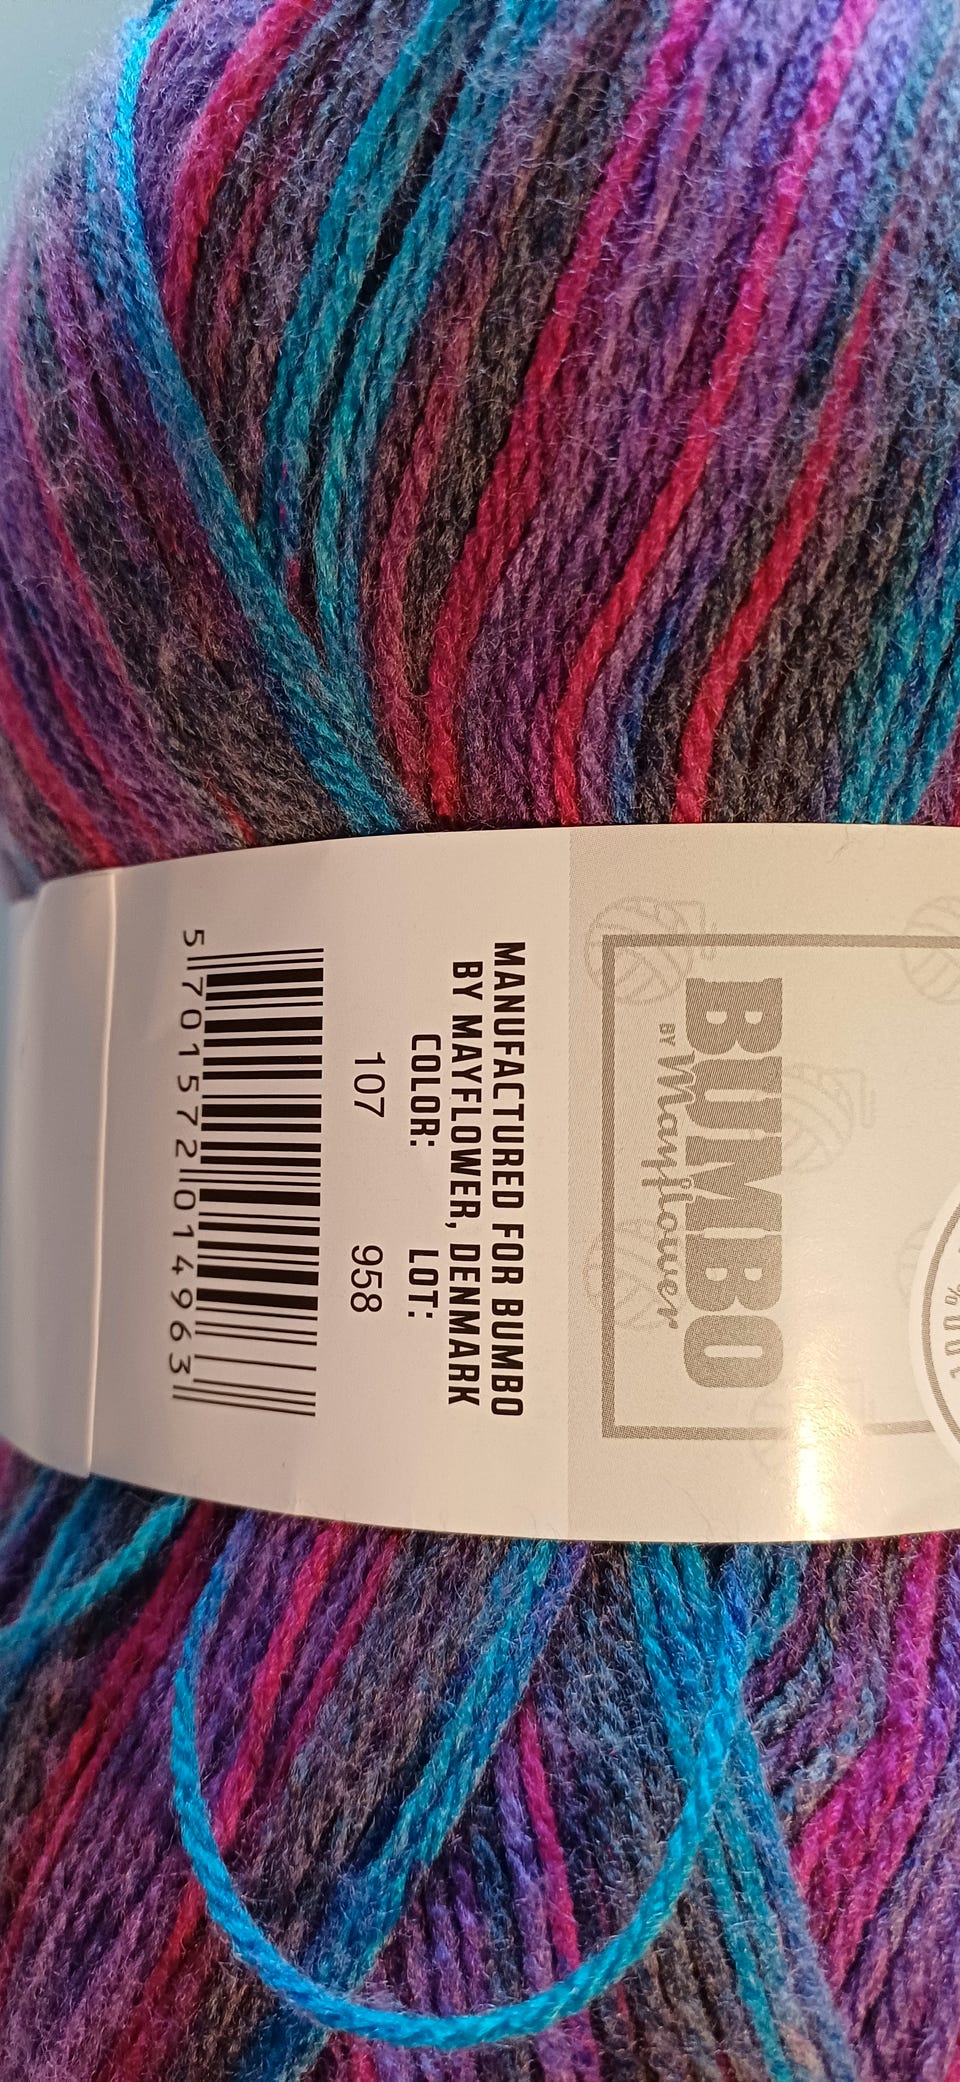 BUMBO
BY Mayflower
MANUFACTURED FOR BUMBO
BY MAYFLOWER, DENMARK
COLOR: LOT:
107 958
5 701572 014963